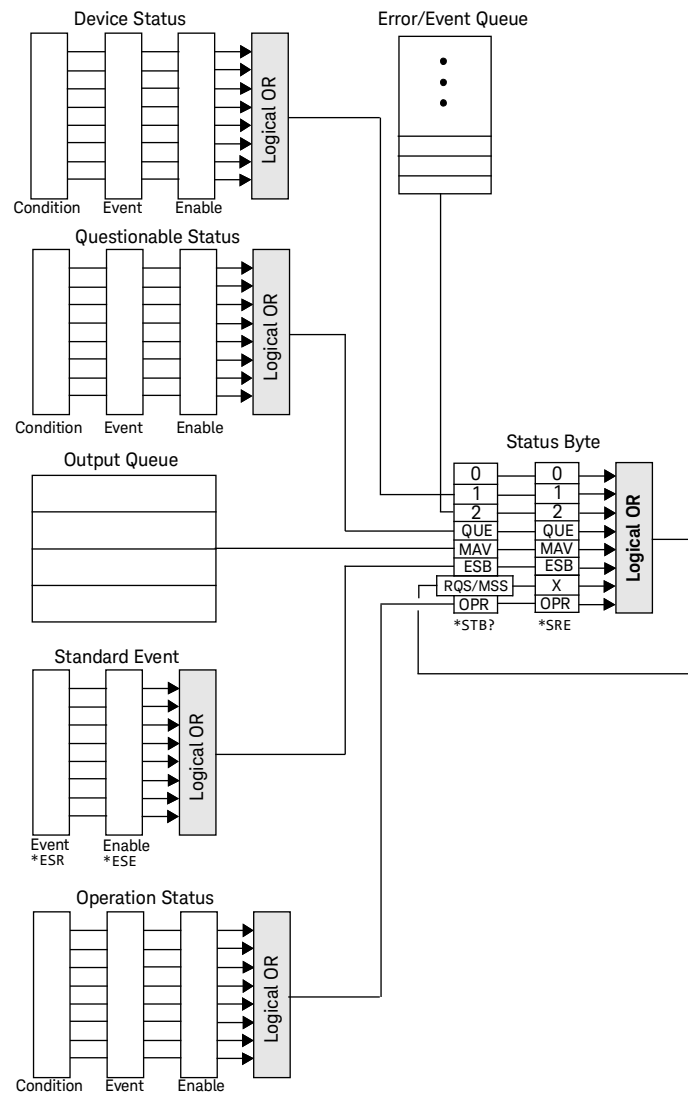 Device Status
Logical OR
Condition Event Enable
Error/Event Queue
Questionable Status
Logical OR
Condition Event Enable
Output Queue
Status Byte
0 0
1 1
2 2
QUE QUE
MAV MAV
ESB ESB
RQS/MSS X
OPR OPR
*STB? *SRE
Logical OR
Standard Event
Logical OR
Event Enable
*ESR *ESE
Operation Status
Logical OR
Condition Event Enable